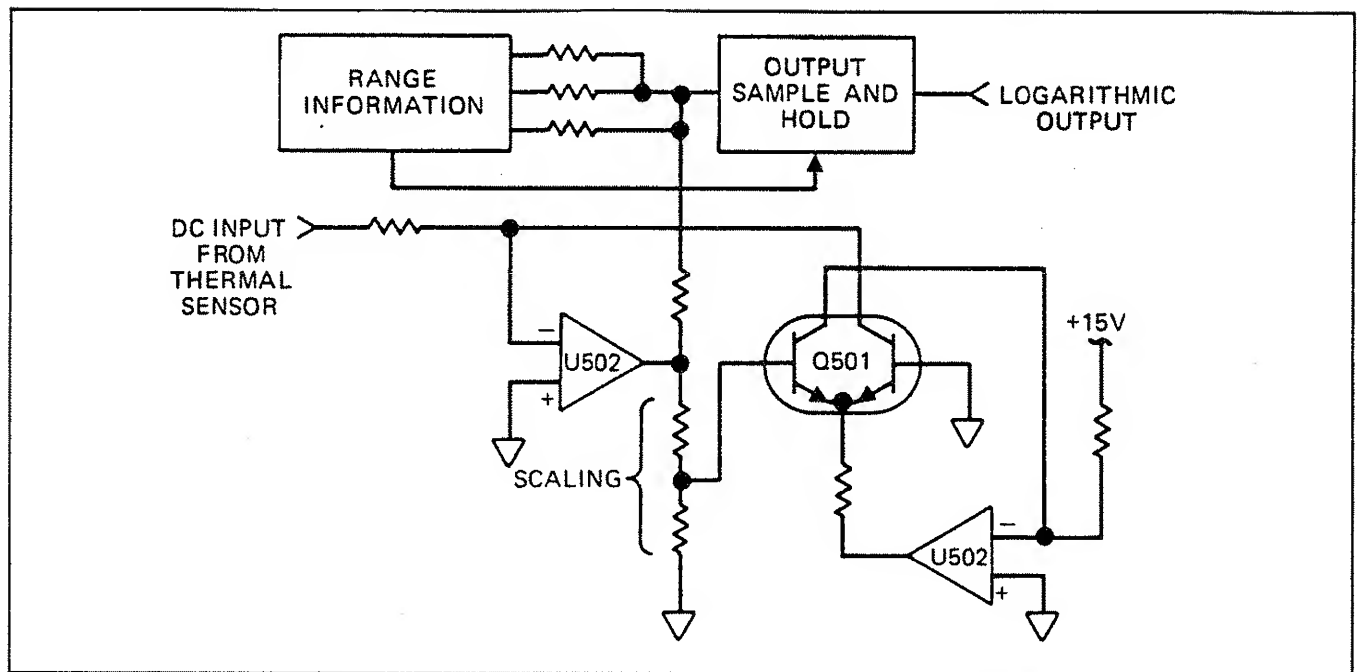 RANGE
INFORMATION
OUTPUT
SAMPLE AND
HOLD
LOGARITHMIC
OUTPUT
DC INPUT
FROM
THERMAL
SENSOR
−
U502
+
SCALING
Q501
+15V
−
U502
+